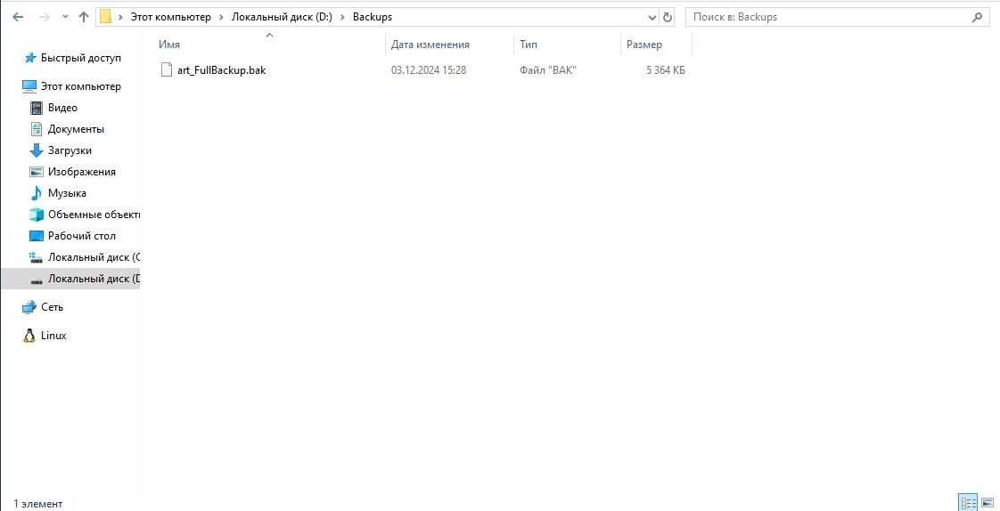 Этот компьютер › Локальный диск (D:) › Backups
Поиск в: Backups
Имя Дата изменения Тип Размер
art_FullBackup.bak 03.12.2024 15:28 Файл "BAK" 5 364 КБ
Быстрый доступ
Этот компьютер
Видео
Документы
Загрузки
Изображения
Музыка
Объемные объекты
Рабочий стол
Локальный диск (C
Локальный диск (D
Сеть
Linux
1 элемент